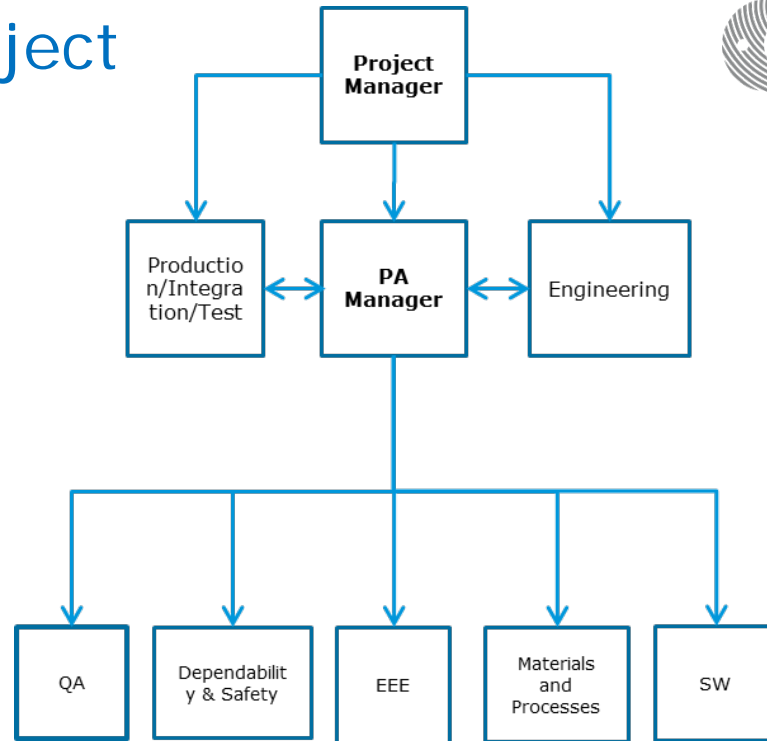 ject
Project
Manager
Productio
n/Integra
tion/Test
PA
Manager
Engineering
QA
Dependabilit
y & Safety
EEE
Materials
and
Processes
SW